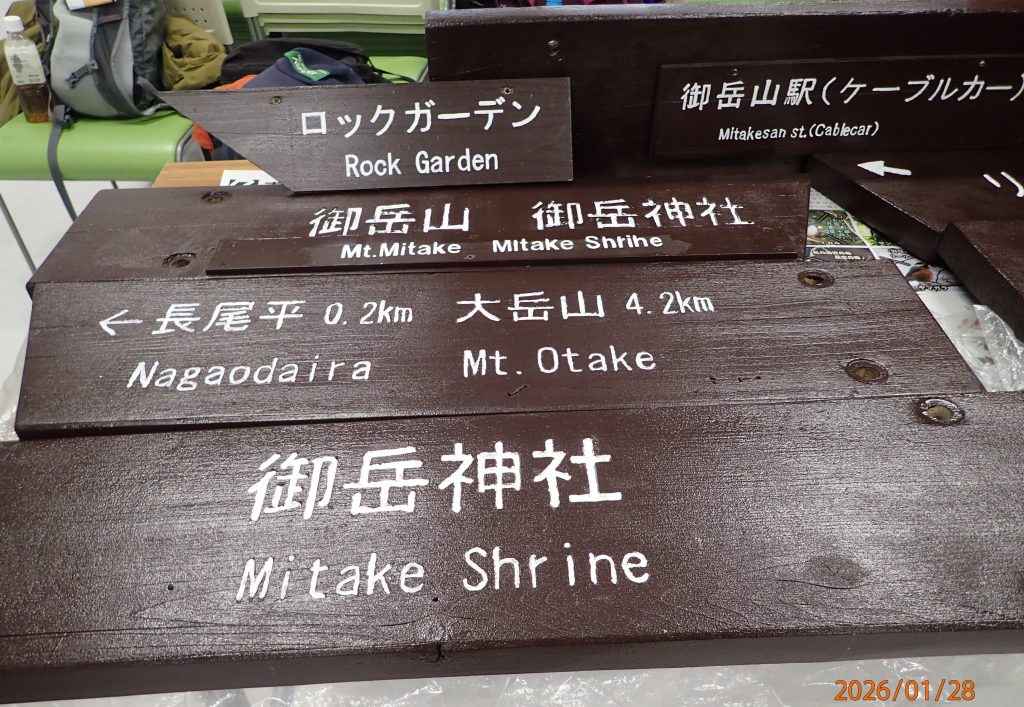 ロックガーデン
Rock Garden
御岳山駅(ケーブルカー)
Mitakesan st.(Cablecar)
御岳山 御岳神社
Mt.Mitake Mitake Shrine
←長尾平 0.2km 大岳山 4.2km
Nagaodaira Mt.Otake
御岳神社
Mitake Shrine
2026/01/28